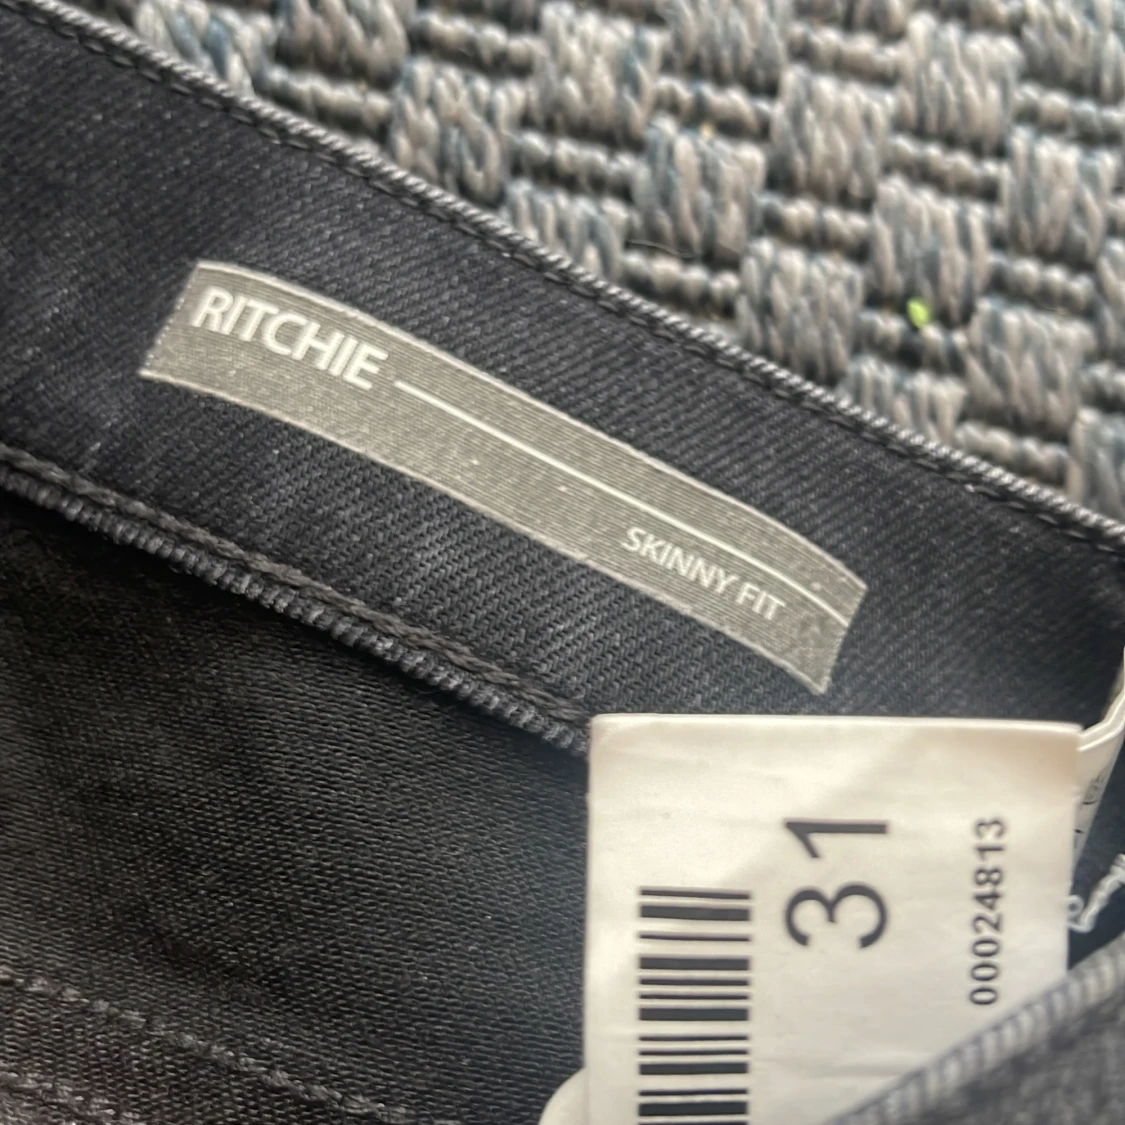 RITCHIE
SKINNY FIT
31
00024813